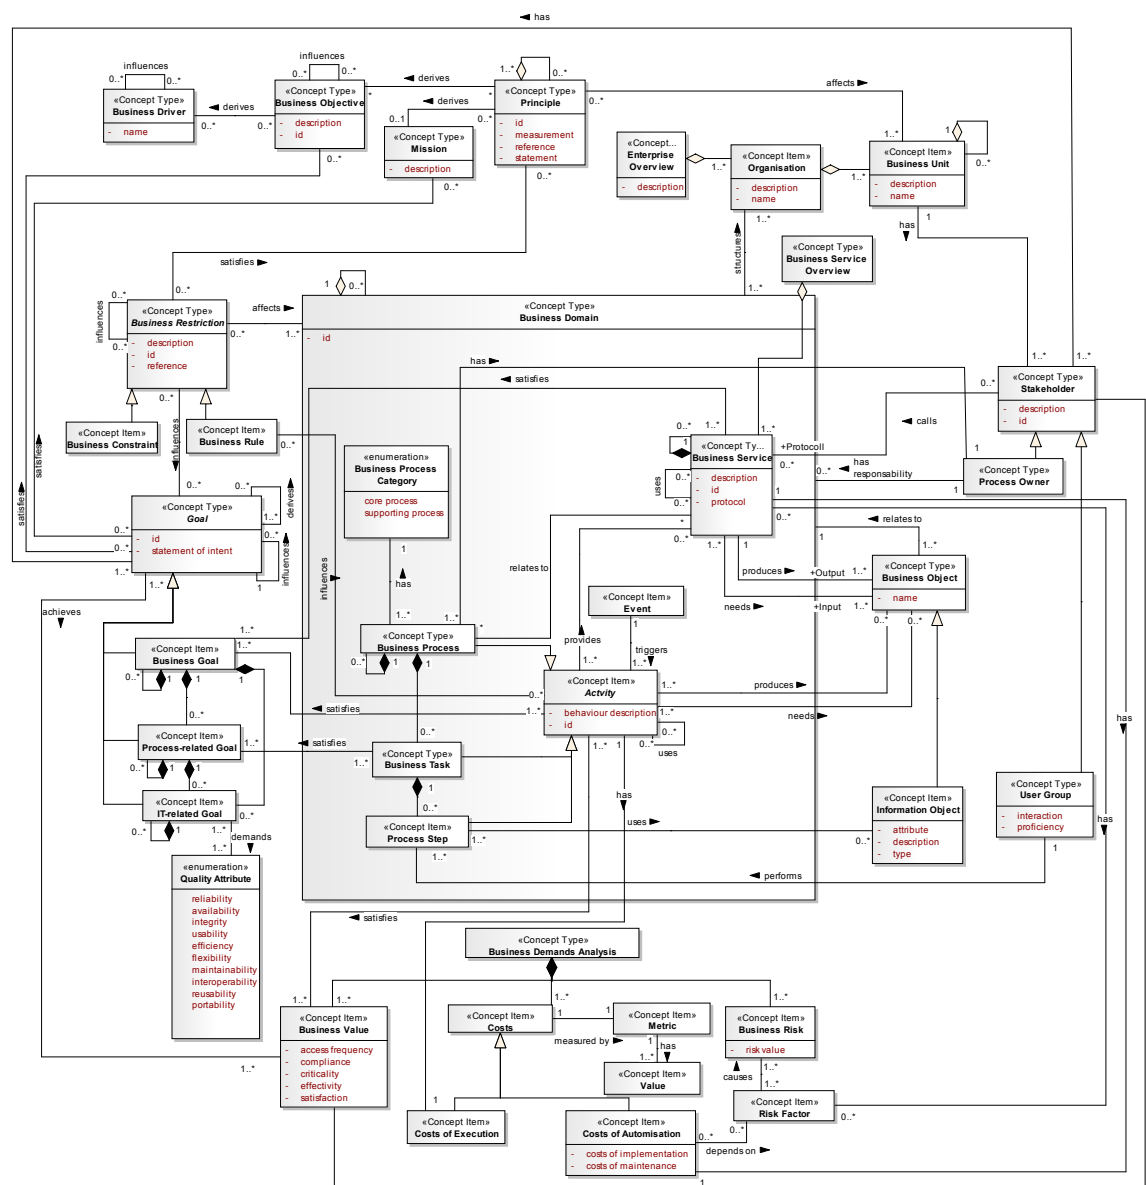 has
influences
0..*
0..*
«Concept Type»
Business Driver
- name
derives
0..*
0..*
influences
0..*
0..*
«Concept Type»
Business Objective
- description
- id
0..*
derives
*
*
derives
0..1
0..*
«Concept Type»
Mission
- description
0..*
1..*
0..*
«Concept Type»
Principle
- id
- measurement
- reference
- statement
0..*
0..*
affects
1..*
«Concept...
Enterprise
Overview
- description
1..*
«Concept Item»
Organisation
- description
- name
1..*
1..*
1
0..*
«Concept Item»
Business Unit
- description
- name
1
has
structures
1..*
«Concept Type»
Business Service
Overview
satisfies
0..*
0..*
influences
0..*
«Concept Type»
Business Restriction
- description
- id
- reference
0..*
affects
0..*
1..*
1
0..*
«Concept Type»
Business Domain
- id
has
satisfies
1..*
1..*
«Concept Type»
Stakeholder
- description
- id
0..*
calls
+Protocoll
0..*
0..*
has
responsability
1
1
«Concept Type»
Process Owner
«Concept Item»
Business Constraint
«Concept Item»
Business Rule
0..*
influences
satisfies
satisfies
«enumeration»
Business Process
Category
core process
supporting process
1
has
1..*
1..*
1..*
1..*
1
«Concept Ty...
Business Service
- description
- id
- protocol
uses
0..*
0..*
1
0..*
*
0..*
1..*
1
relates to
1
1..*
0..*
0..*
1..*
derives
«Concept Type»
Goal
- id
- statement of intent
0..*
0..*
1..*
1..*
1
influences
influences
achieves
relates to
produces
+Output
1..*
needs
+Input
1..*
«Concept Type»
Business Object
- name
0..*
0..*
«Concept Item»
Event
1
triggers
1..*
provides
1..*
«Concept Type»
Business Process
*
0..*
1
1
«Concept Item»
Actvity
- behaviour description
- id
0..*
1..*
1..*
1..*
0..*
0..*
uses
1..*
1
produces
needs
«Concept Item»
Business Goal
1..*
1..*
0..*
1
1
0..*
satisfies
«Concept Item»
Process-related Goal
1..*
0..*
1
0..*
satisfies
1..*
0..*
«Concept Type»
Business Task
0..*
«Concept Item»
IT-related Goal
0..*
0..*
1
1..*
demands
1..*
«Concept Item»
Process Step
1..*
1..*
has
uses
0..*
«Concept Item»
Information Object
- attribute
- description
- type
«Concept Type»
User Group
- interaction
- proficiency
1
has
has
performs
«enumeration»
Quality Attribute
reliability
availability
integrity
usability
efficiency
flexibility
maintainability
interoperability
reusability
portability
satisfies
«Concept Type»
Business Demands Analysis
1..*
1..*
1..*
1..*
«Concept Item»
Business Value
- access frequency
- compliance
- criticality
- effectivity
- satisfaction
1..*
«Concept Item»
Costs
1
1
measured by
«Concept Item»
Metric
1
has
1..*
«Concept Item»
Value
«Concept Item»
Business Risk
- risk value
1..*
causes
1..*
«Concept Item»
Risk Factor
0..*
0..*
1
«Concept Item»
Costs of Execution
«Concept Item»
Costs of Automisation
- costs of implementation
- costs of maintenance
0..*
depends on
1